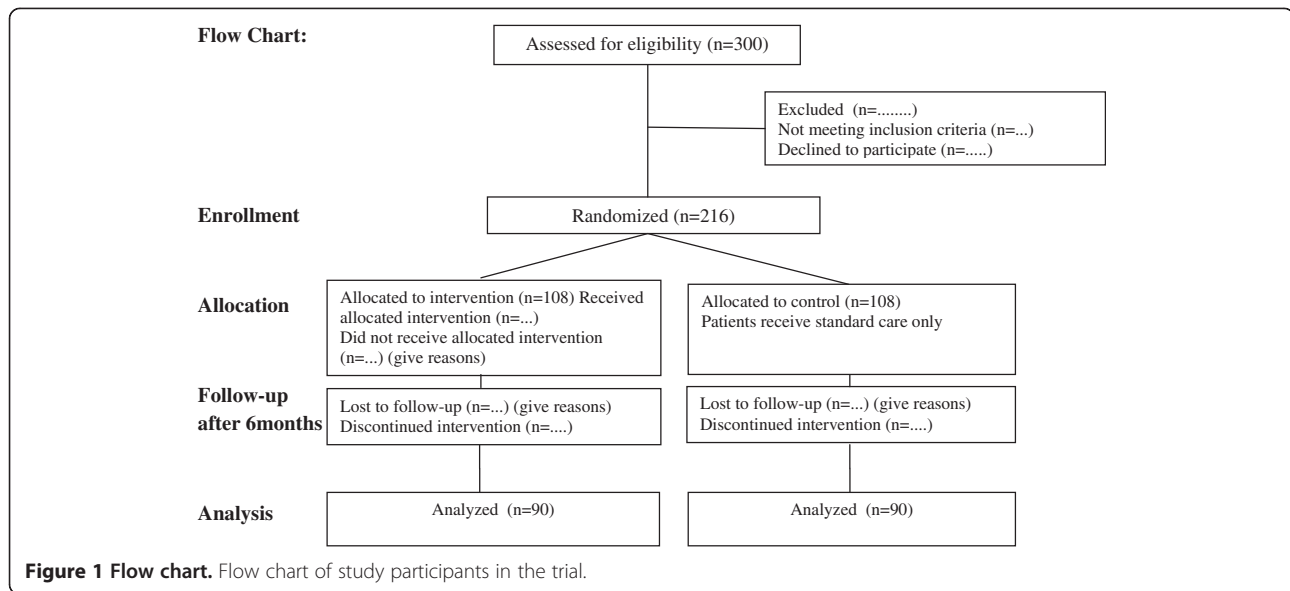 Flow Chart:
Assessed for eligibility (n=300)
Excluded (n=........)
Not meeting inclusion criteria (n=...)
Declined to participate (n=.....)
Enrollment
Randomized (n=216)
Allocation
Allocated to intervention (n=108) Received
allocated intervention (n=...)
Did not receive allocated intervention
(n=...) (give reasons)
Allocated to control (n=108)
Patients receive standard care only
Follow-up
after 6months
Lost to follow-up (n=...) (give reasons)
Discontinued intervention (n=....)
Lost to follow-up (n=...) (give reasons)
Discontinued intervention (n=....)
Analysis
Analyzed (n=90)
Analyzed (n=90)
Figure 1 Flow chart. Flow chart of study participants in the trial.